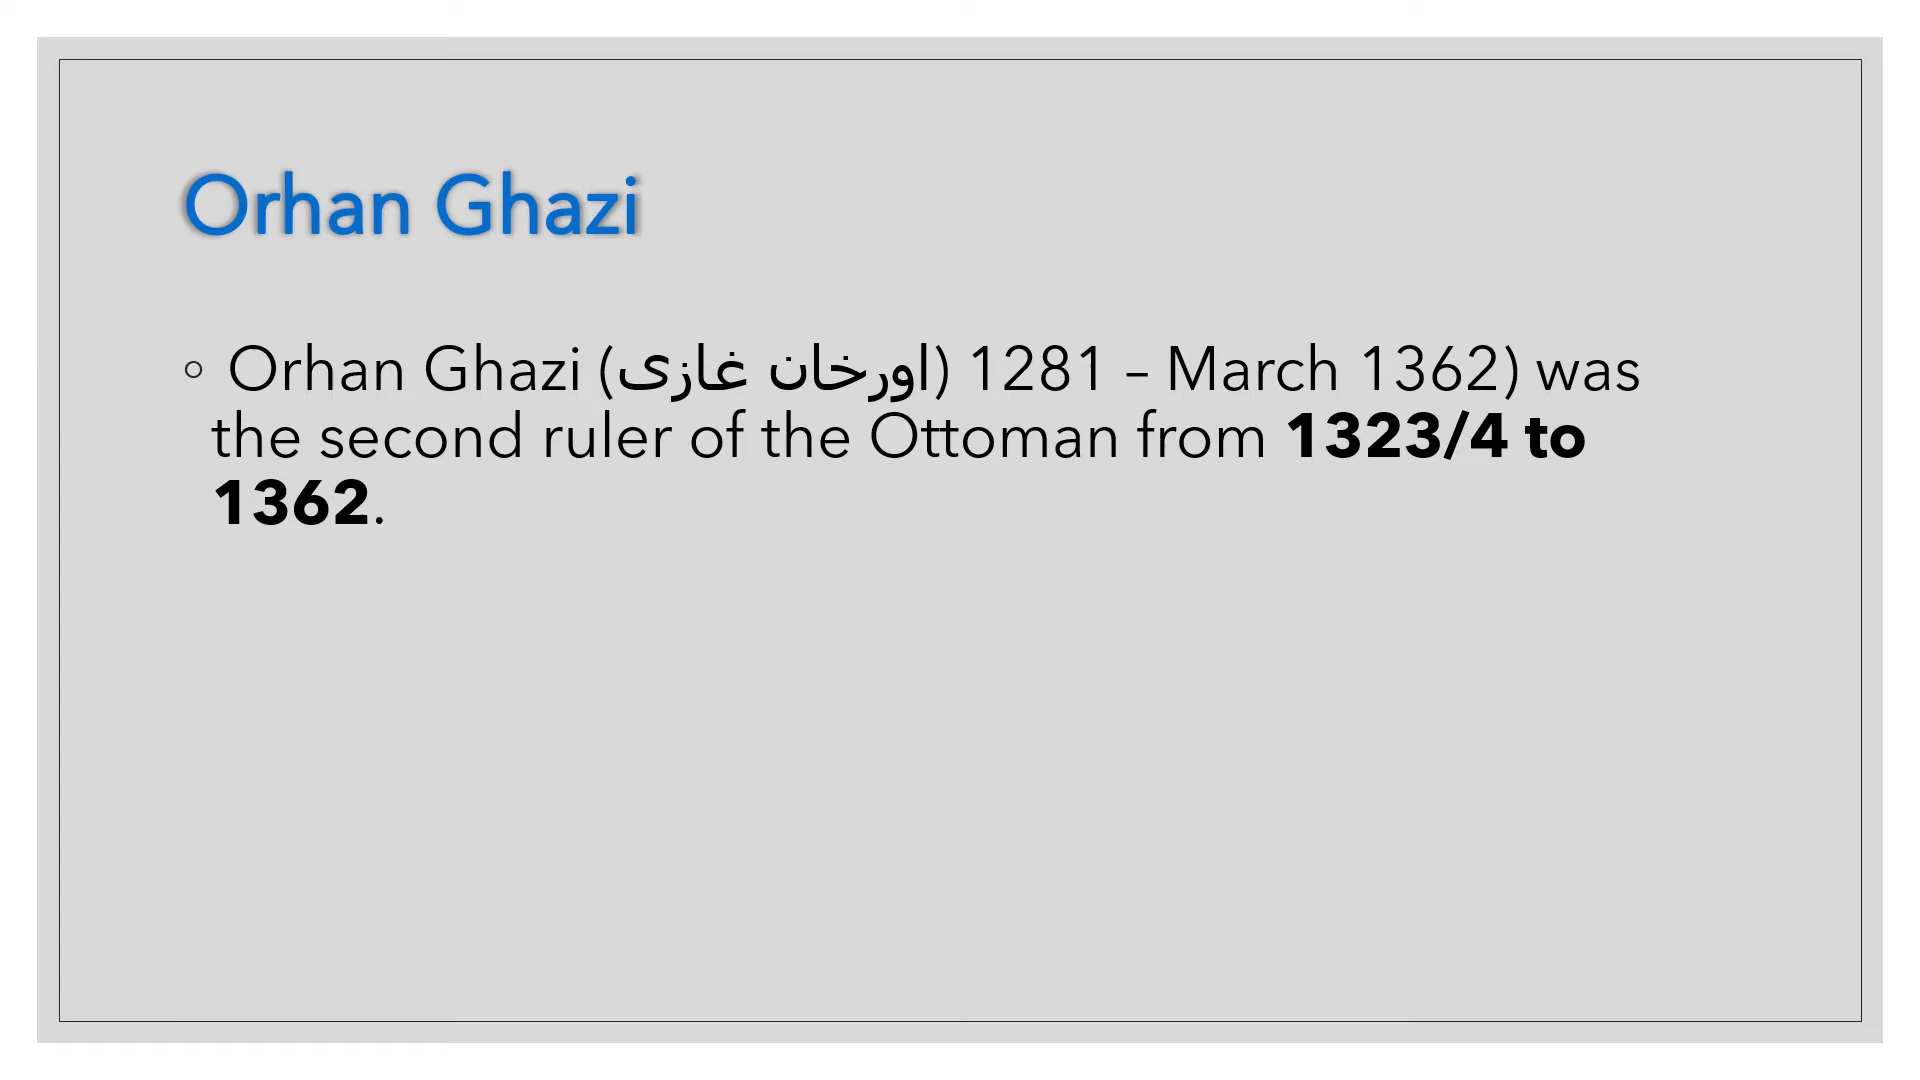 Orhan Ghazi
◦ Orhan Ghazi (اورخان غازی) 1281 – March 1362) was
the second ruler of the Ottoman from 1323/4 to
1362.